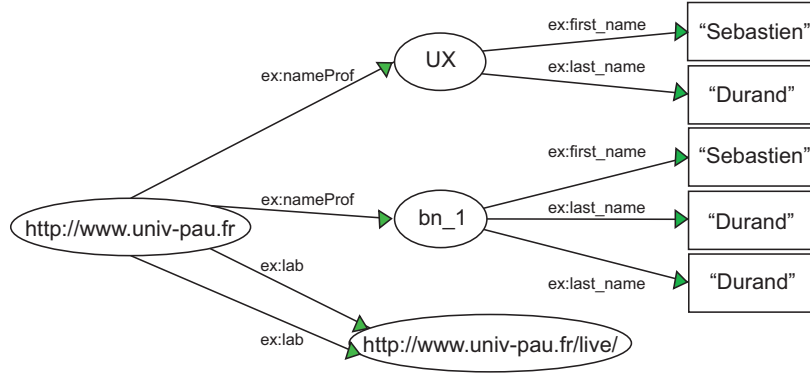 ex:first_name
“Sebastien”
UX
ex:nameProf
ex:last_name
“Durand”
ex:first_name
“Sebastien”
ex:nameProf
ex:last_name
http://www.univ-pau.fr
bn_1
“Durand”
ex:lab
ex:last_name
“Durand”
ex:lab
http://www.univ-pau.fr/live/